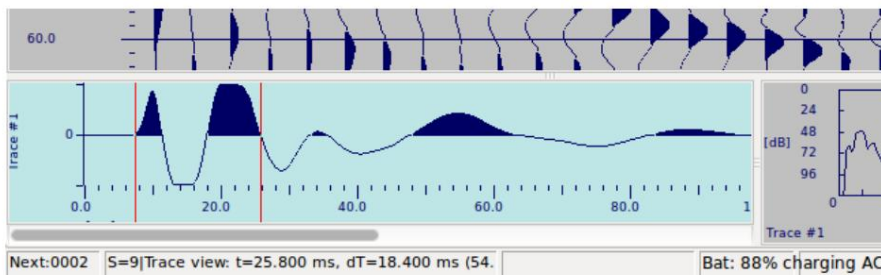 60.0
Trace #1
0
0.0 20.0 40.0 60.0 80.0 1
0
24
48
[dB]
72
96
0
Trace #1
Next:0002 S=9|Trace view: t=25.800 ms, dT=18.400 ms (54. Bat: 88% charging AC